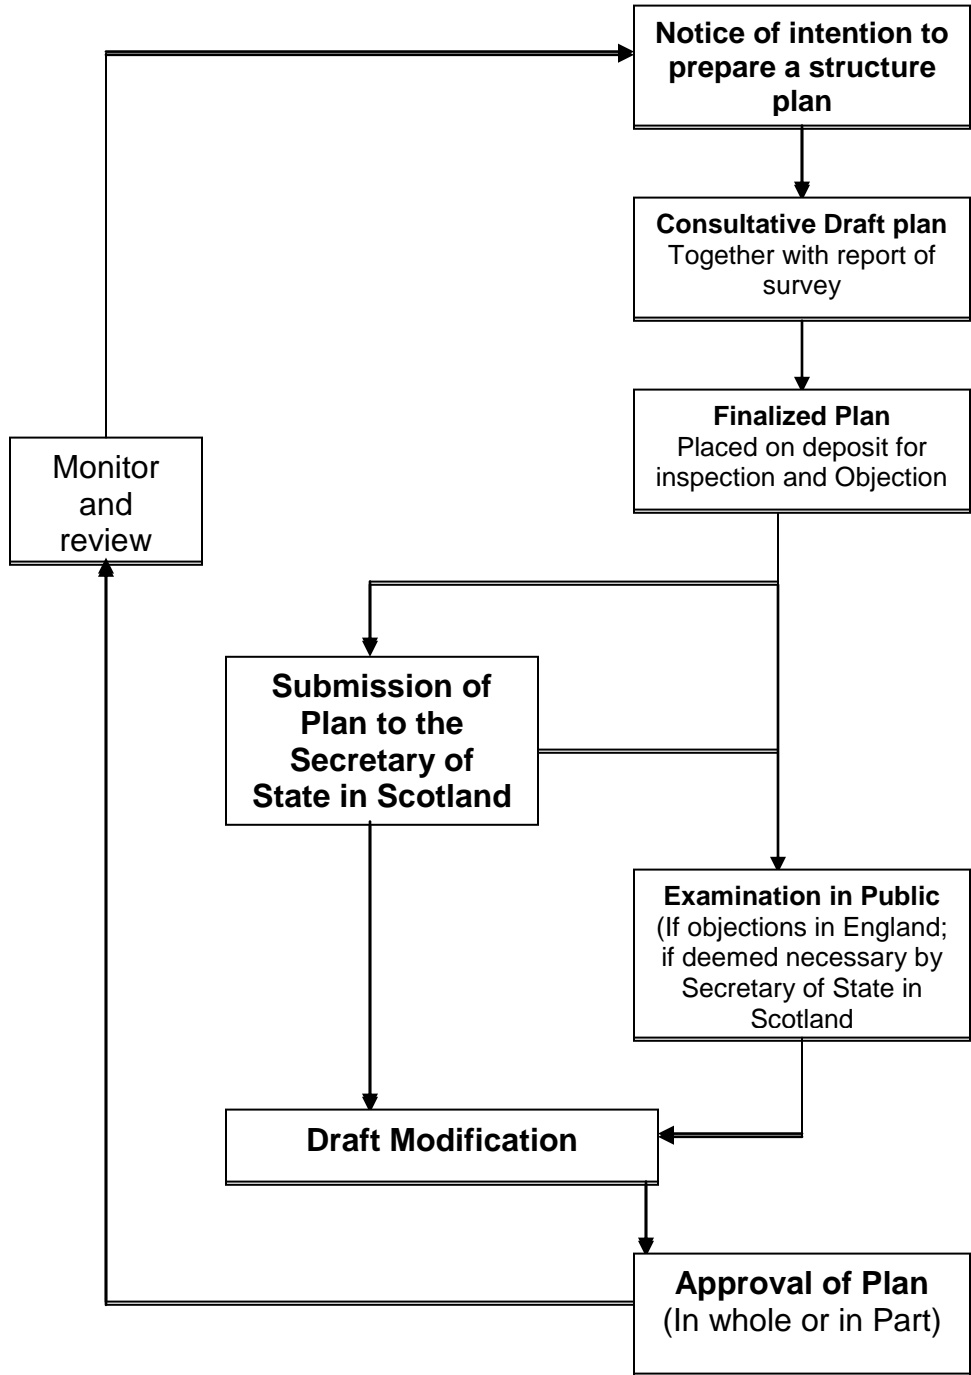 Notice of intention to
prepare a structure
plan
Consultative Draft plan
Together with report of
survey
Finalized Plan
Placed on deposit for
inspection and Objection
Monitor
and
review
Submission of
Plan to the
Secretary of
State in Scotland
Examination in Public
(If objections in England;
if deemed necessary by
Secretary of State in
Scotland
Draft Modification
Approval of Plan
(In whole or in Part)